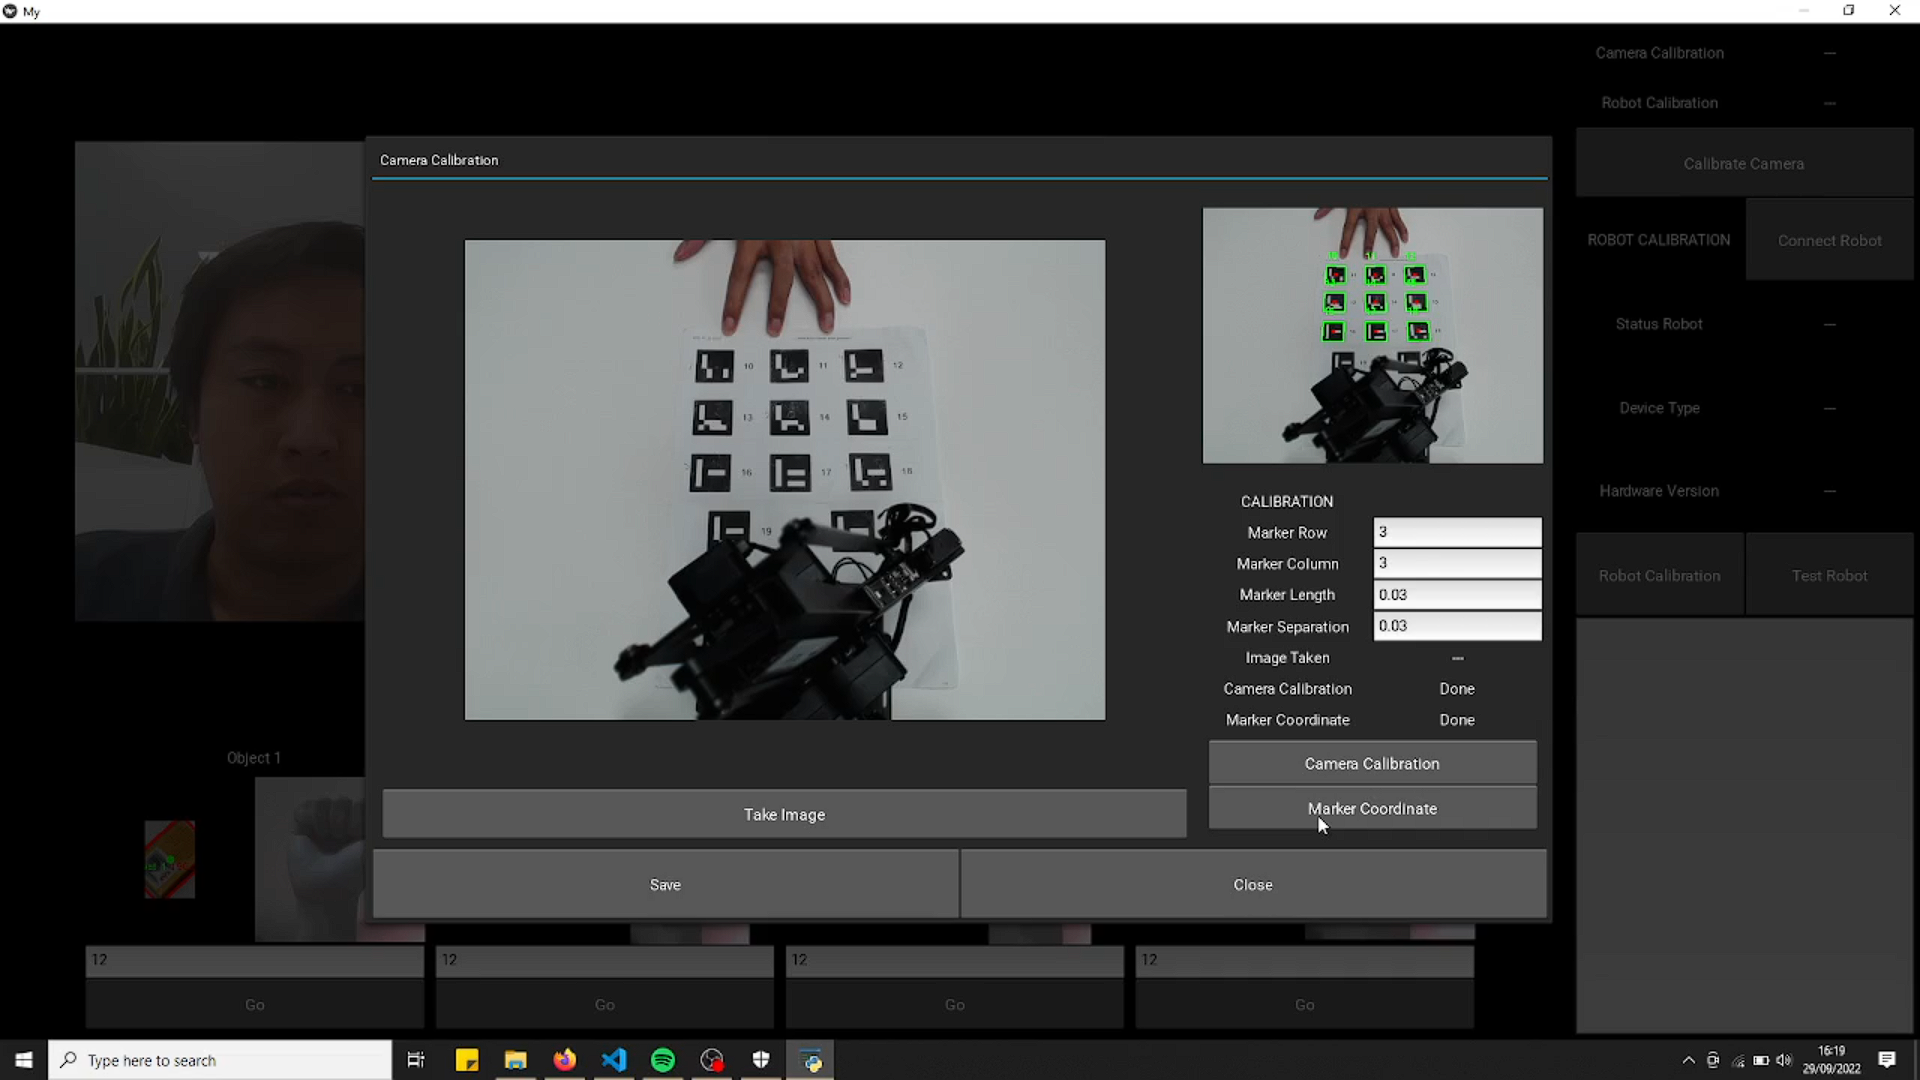 My
Camera Calibration —
Robot Calibration —
Calibrate Camera
ROBOT CALIBRATION
Connect Robot
Status Robot —
Device Type —
Hardware Version —
Robot Calibration
Test Robot
Camera Calibration
10 11 12
13 14 15
16 17 18
19
CALIBRATION
Marker Row 3
Marker Column 3
Marker Length 0.03
Marker Separation 0.03
Image Taken —
Camera Calibration Done
Marker Coordinate Done
Camera Calibration
Marker Coordinate
Take Image
Save
Close
Object 1
12 12 12 12
Go Go Go Go
Type here to search
16:19
29/09/2022